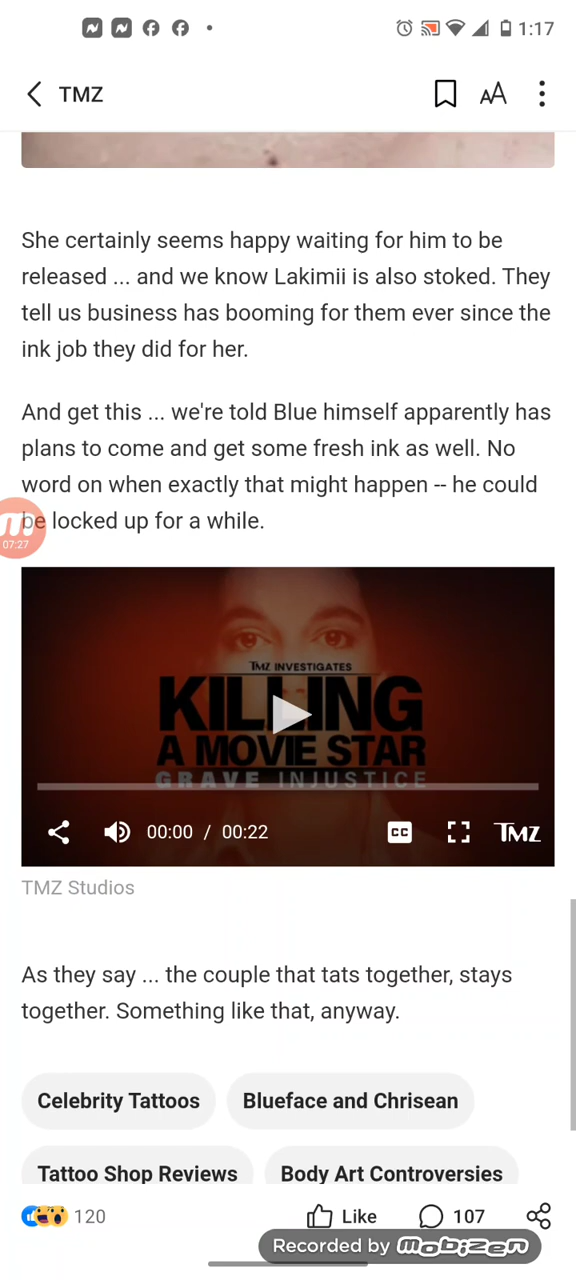 1:17
TMZ
AA
She certainly seems happy waiting for him to be
released ... and we know Lakimii is also stoked. They
tell us business has booming for them ever since the
ink job they did for her.
And get this ... we're told Blue himself apparently has
plans to come and get some fresh ink as well. No
word on when exactly that might happen -- he could
be locked up for a while.
07:27
TMZ INVESTIGATES
KILLING
A MOVIE STAR
GRAVE INJUSTICE
00:00 / 00:22
CC
TMZ
TMZ Studios
As they say ... the couple that tats together, stays
together. Something like that, anyway.
Celebrity Tattoos
Blueface and Chrisean
Tattoo Shop Reviews
Body Art Controversies
120
Like
107
Recorded by mobizen